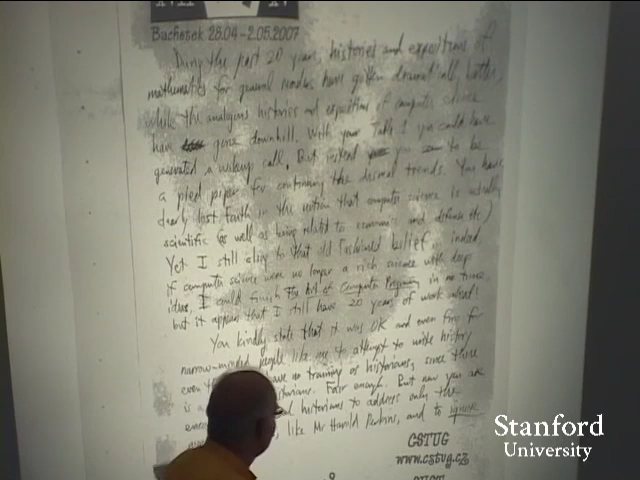 Bachotek 28.04 - 2.05.2007
During the past 20 years, histories and expositions of
mathematics for general readers have gotten dramatically better,
while the analogous histories and expositions of computer science
have gone downhill. With your Talk I you could have
generated a wakeup call. But instead you to be
a pied piper for continuing the dismal trends. You have
clearly lost faith in the notion that computer science is actually
scientific (as well as being related to economics and defense etc)
Yet I still cling to that old fashioned belief. Indeed,
if computer science were no longer a rich science with deep
ideas, I could finish The Art of Computer Programming in no time;
but it appears that I still have 20 years of work ahead!
You kindly state that it was OK and even fine for
narrow-minded people like me to attempt to write history
even have no training as historians, since there
is a historians. Fair enough. But now you ask
historians to address only the
like Mr Harold Perkins, and to ignore
CSTUG
www.cstug.cz
Stanford
University